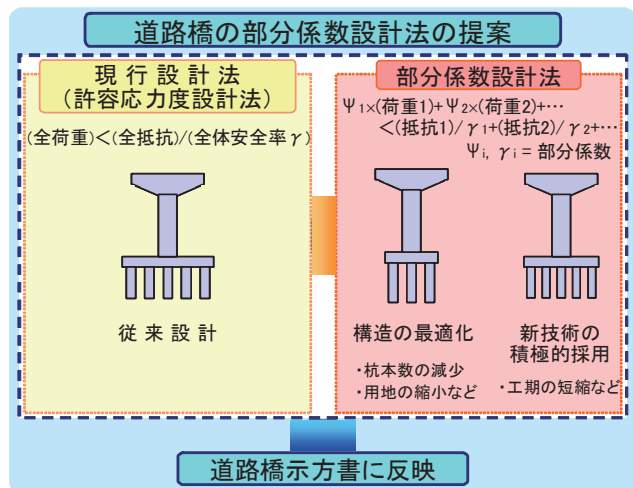 道路橋の部分係数設計法の提案
現行設計法
(許容応力度設計法)
(全荷重)<(全抵抗)/(全体安全率γ)
従来設計
部分係数設計法
Ψ1×(荷重1)+Ψ2×(荷重2)+…
<(抵抗1)/γ1+(抵抗2)/γ2+…
Ψi, γi = 部分係数
構造の最適化
・杭本数の減少
・用地の縮小など
新技術の
積極的採用
・工期の短縮など
道路橋示方書に反映